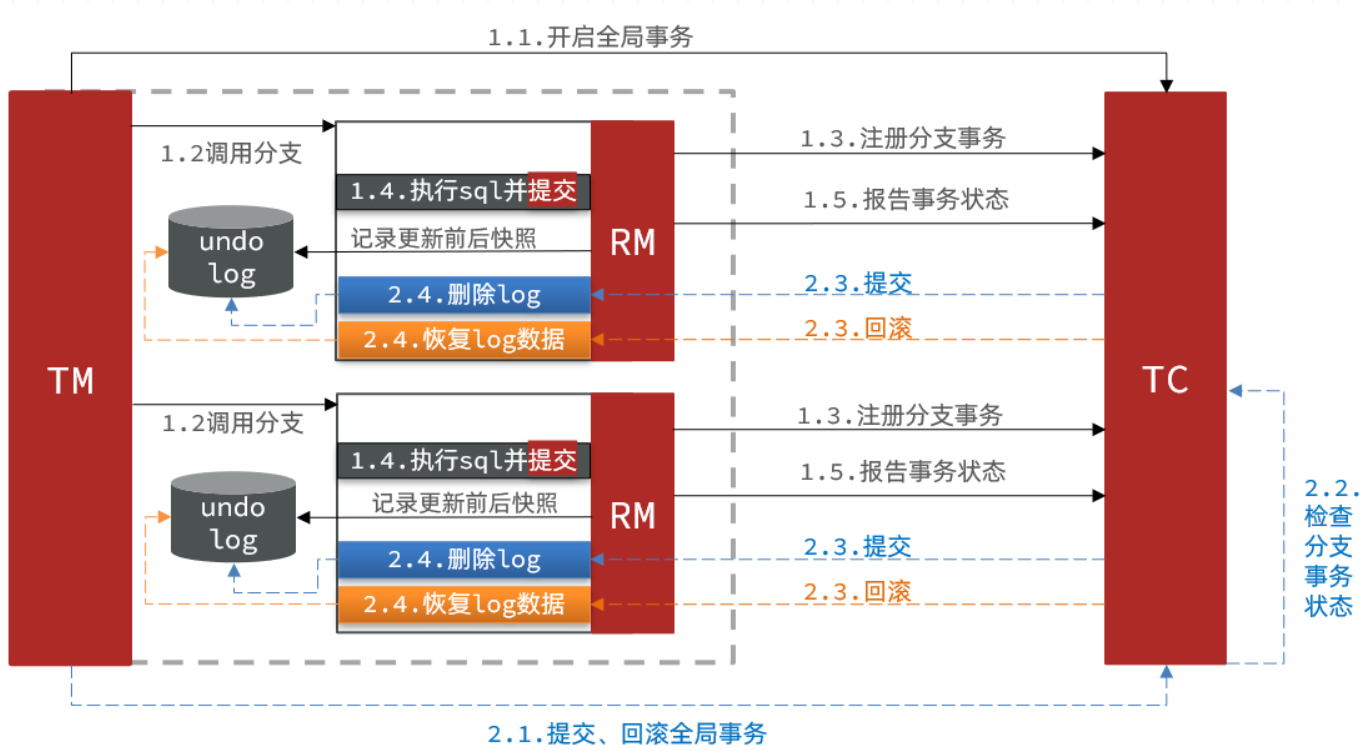 1.1.开启全局事务
1.2调用分支
1.3.注册分支事务
1.4.执行sql并提交
1.5.报告事务状态
undo
log
记录更新前后快照
RM
2.3.提交
2.4.删除log
2.3.回滚
2.4.恢复log数据
TM
TC
1.2调用分支
1.3.注册分支事务
1.4.执行sql并提交
1.5.报告事务状态
undo
log
记录更新前后快照
RM
2.2.
检查
分支
事务
状态
2.3.提交
2.4.删除log
2.3.回滚
2.4.恢复log数据
2.1.提交、回滚全局事务